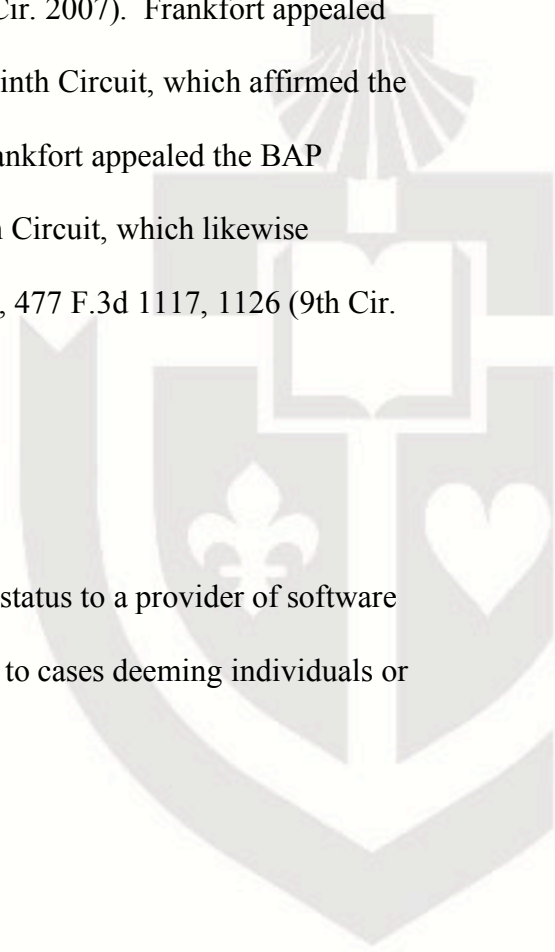 Cir. 2007).  Frankfort appealed
inth Circuit, which affirmed the
ankfort appealed the BAP
Circuit, which likewise
, 477 F.3d 1117, 1126 (9th Cir.
status to a provider of software
to cases deeming individuals or